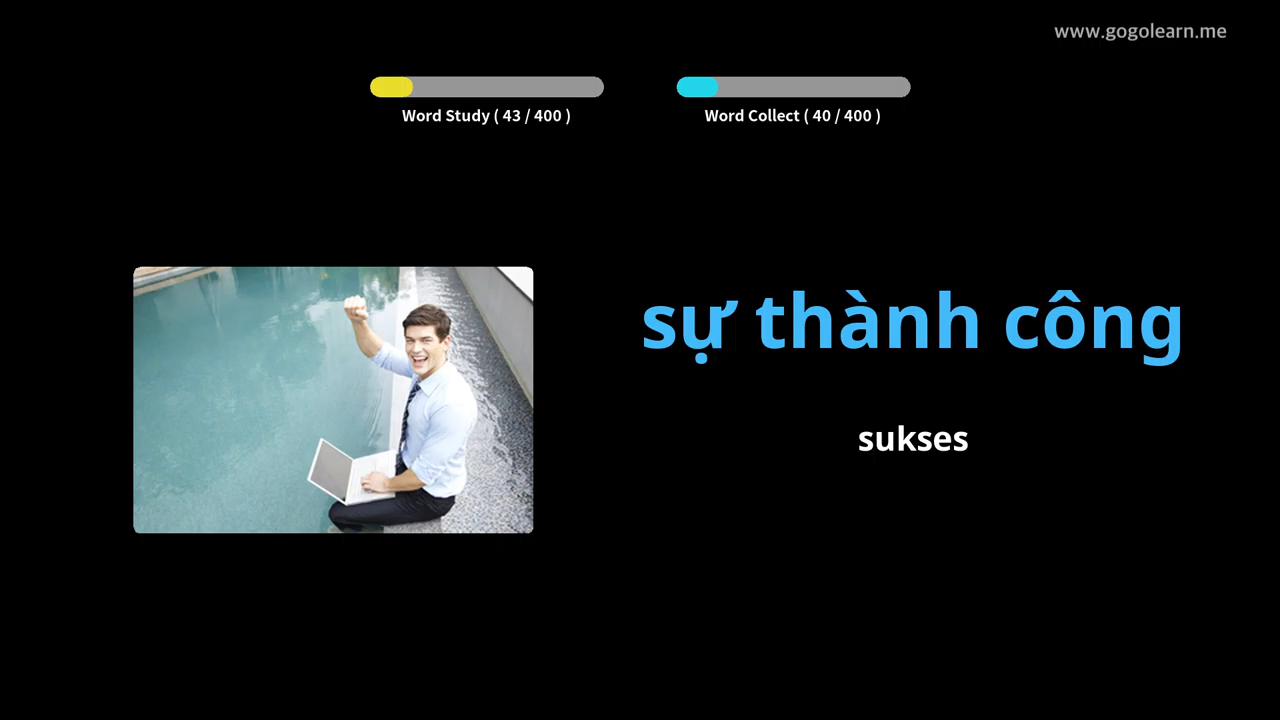 www.gogolearn.me
Word Study ( 43 / 400 )
Word Collect ( 40 / 400 )
sự thành công
sukses